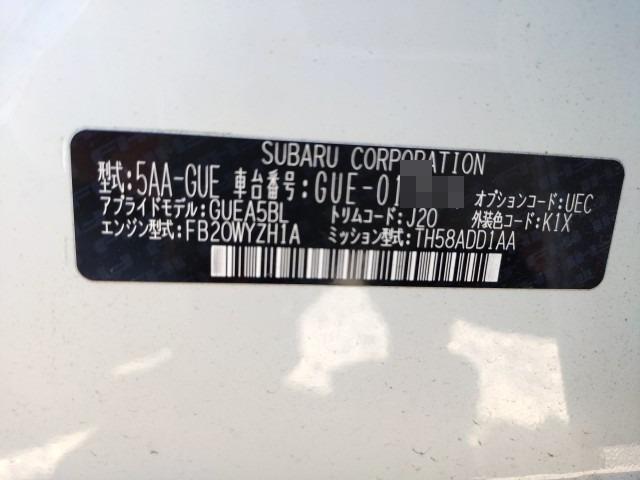 SUBARU CORPORATION
型式:5AA-GUE 車台番号:GUE-01 オプションコード:UEC
アプライドモデル:GUEA5BL トリムコード:J20 外装色コード:K1X
エンジン型式:FB20WYZHIA ミッション型式:TH58ADDIAA